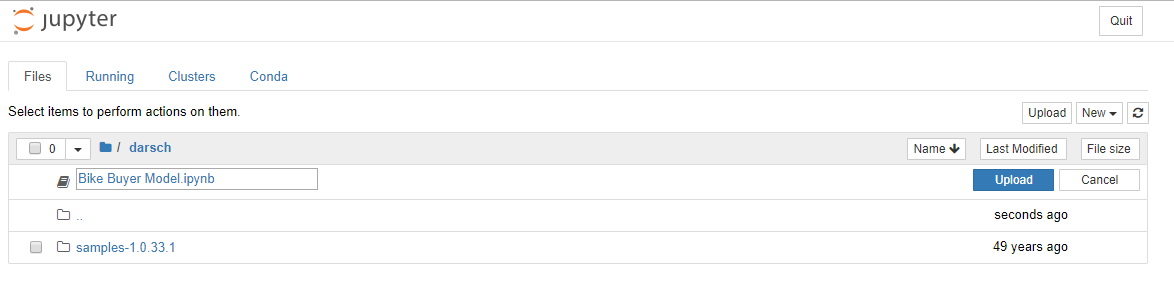 jupyter
Quit
Files Running Clusters Conda
Select items to perform actions on them.
Upload New
0 / darsch Name Last Modified File size
Bike Buyer Model.ipynb Upload Cancel
.. seconds ago
samples-1.0.33.1 49 years ago